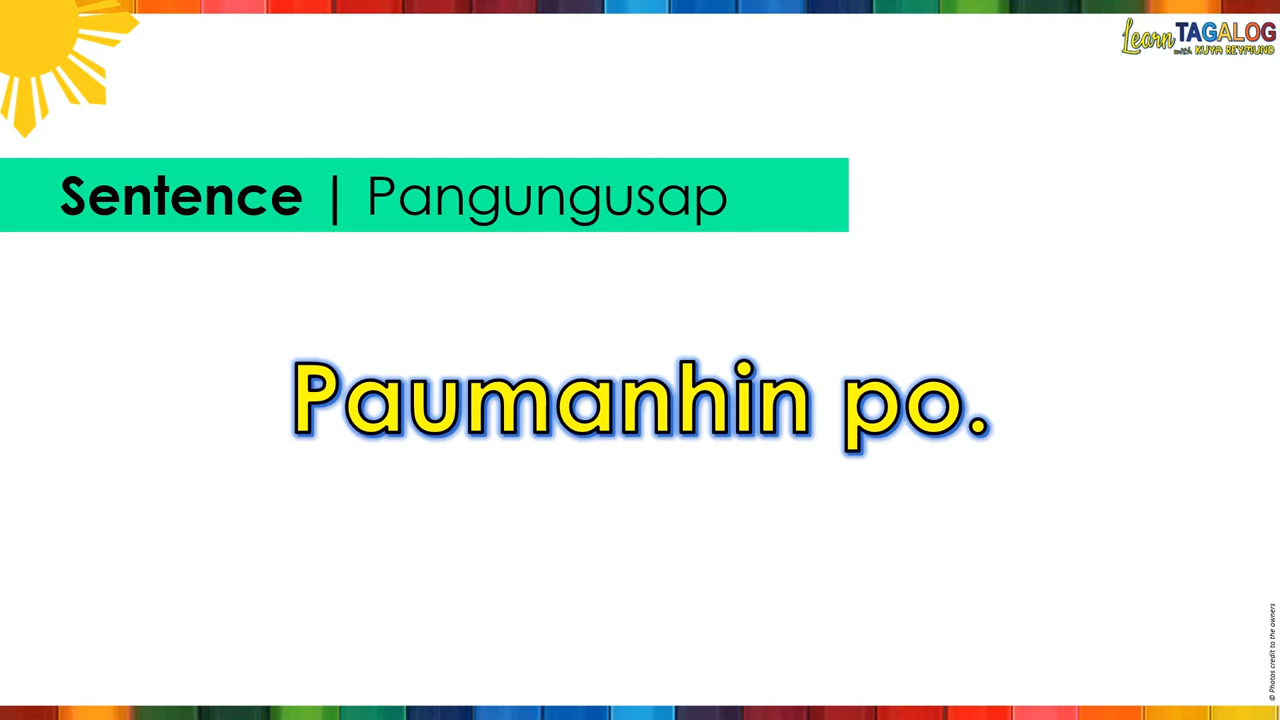 Learn TAGALOG
with KUYA REYMUND
Sentence | Pangungusap
Paumanhin po.
© Photos credit to the owners